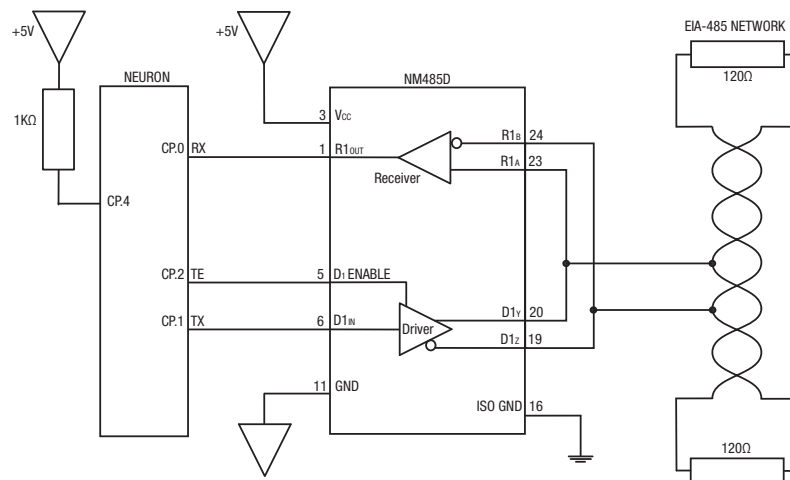 +5V
+5V
EIA-485 NETWORK
120Ω
NEURON
NM485D
1KΩ
3 VCC
CP.0 RX
1 R1OUT
Receiver
R1B 24
R1A 23
CP.4
CP.2 TE
5 D1 ENABLE
CP.1 TX
6 D1IN
Driver
D1Y 20
D1Z 19
11 GND
ISO GND 16
120Ω